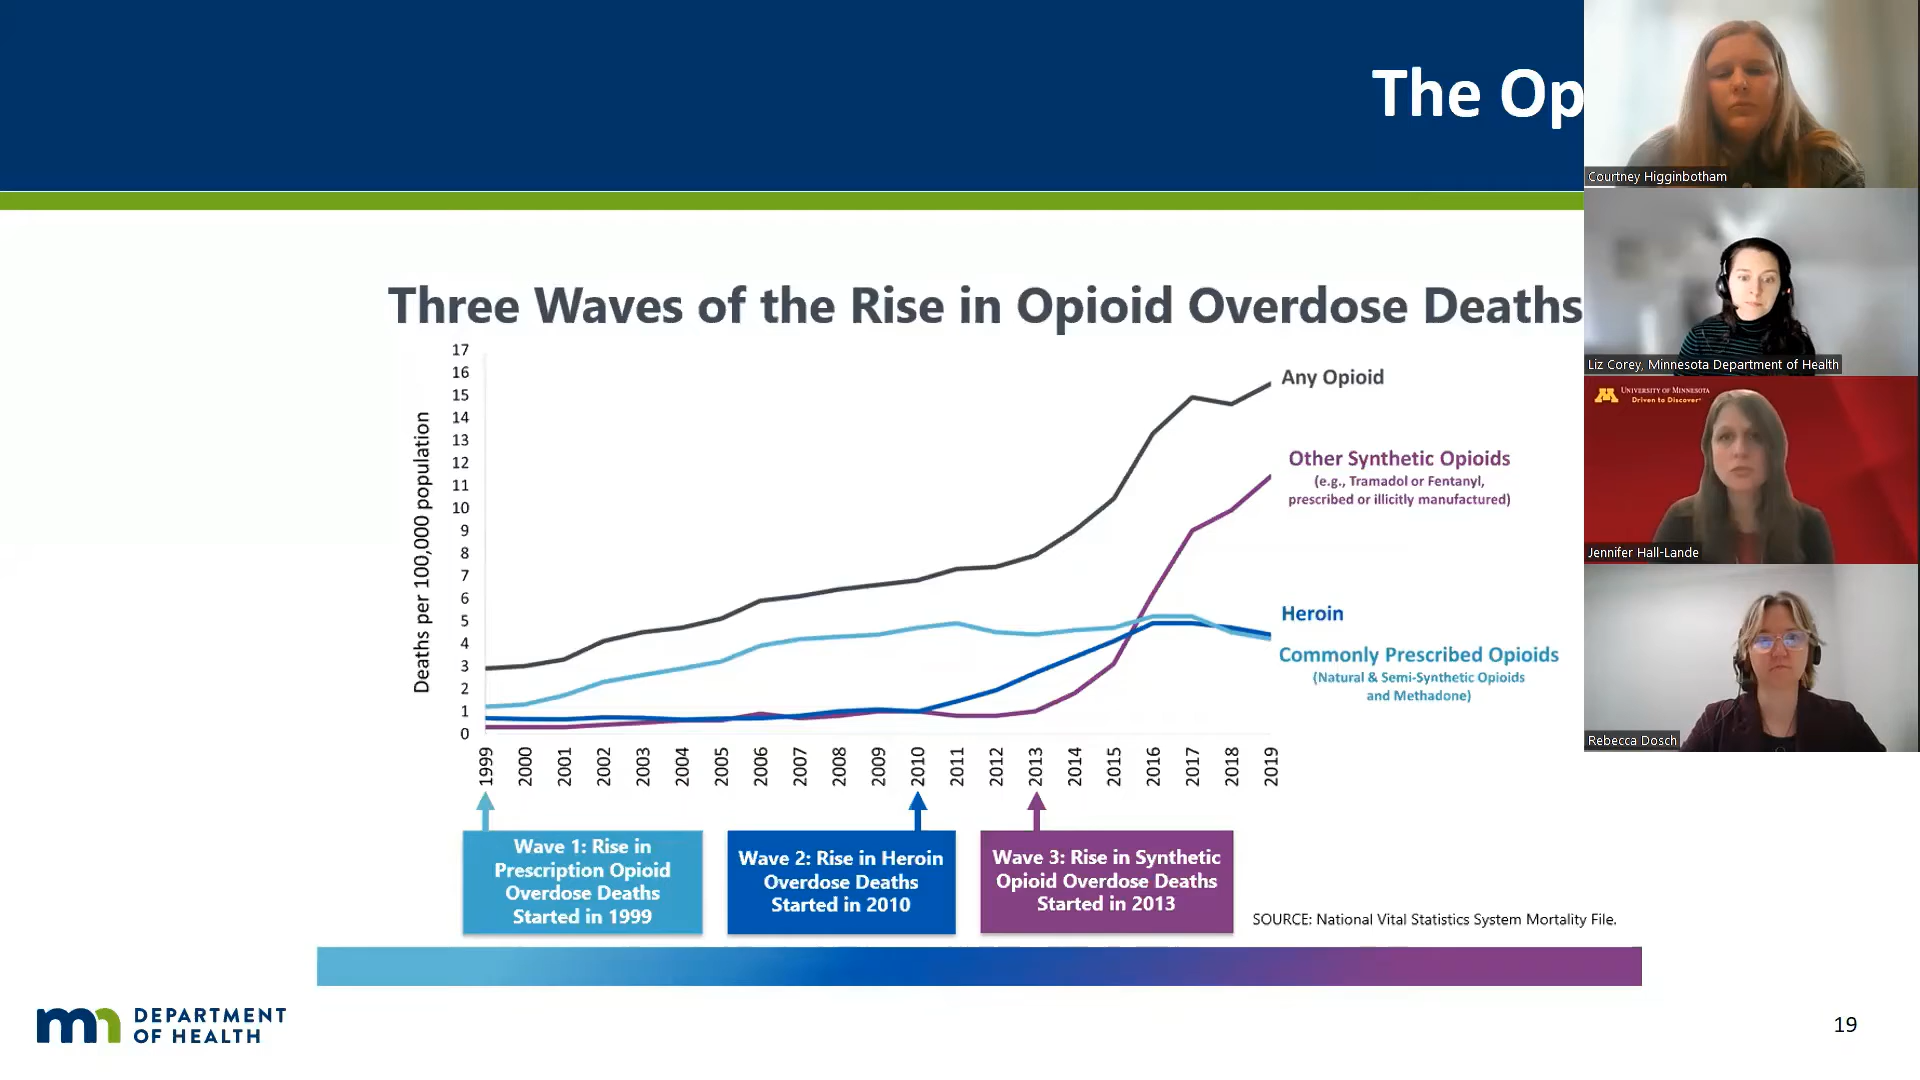 The Op
Courtney Higginbotham
Liz Corey, Minnesota Department of Health
UNIVERSITY OF MINNESOTA
Driven to Discover
Jennifer Hall-Lande
Rebecca Dosch
Three Waves of the Rise in Opioid Overdose Deaths
Deaths per 100,000 population
17
16
15
14
13
12
11
10
9
8
7
6
5
4
3
2
1
0
Any Opioid
Other Synthetic Opioids
(e.g., Tramadol or Fentanyl,
prescribed or illicitly manufactured)
Heroin
Commonly Prescribed Opioids
(Natural & Semi-Synthetic Opioids
and Methadone)
1999 2000 2001 2002 2003 2004 2005 2006 2007 2008 2009 2010 2011 2012 2013 2014 2015 2016 2017 2018 2019
Wave 1: Rise in
Prescription Opioid
Overdose Deaths
Started in 1999
Wave 2: Rise in Heroin
Overdose Deaths
Started in 2010
Wave 3: Rise in Synthetic
Opioid Overdose Deaths
Started in 2013
SOURCE: National Vital Statistics System Mortality File.
mn DEPARTMENT
OF HEALTH
19